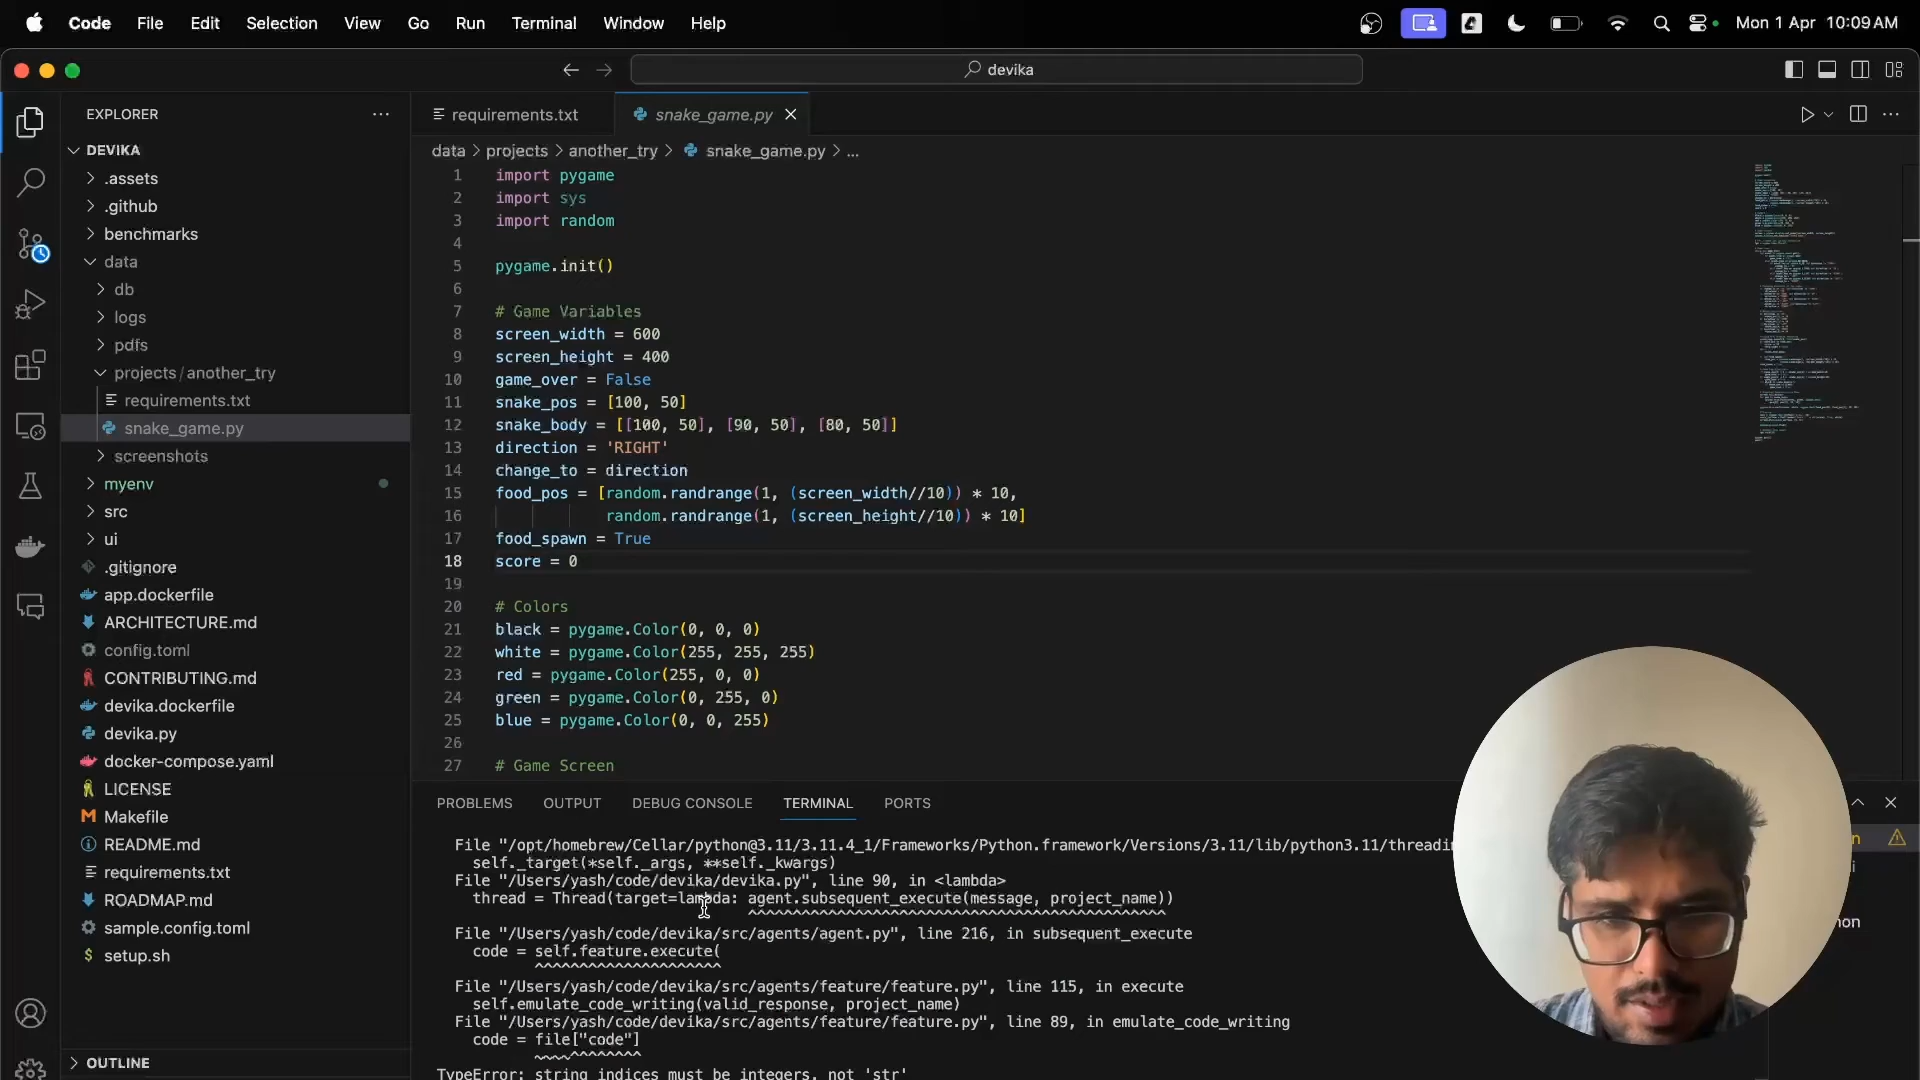 Code File Edit Selection View Go Run Terminal Window Help Mon 1 Apr 10:09 AM
devika
EXPLORER
DEVIKA
.assets
.github
benchmarks
data
db
logs
pdfs
projects / another_try
requirements.txt
snake_game.py
screenshots
myenv
src
ui
.gitignore
app.dockerfile
ARCHITECTURE.md
config.toml
CONTRIBUTING.md
devika.dockerfile
devika.py
docker-compose.yaml
LICENSE
Makefile
README.md
requirements.txt
ROADMAP.md
sample.config.toml
$ setup.sh
OUTLINE
requirements.txt snake_game.py
data > projects > another_try > snake_game.py > ...
1 import pygame
2 import sys
3 import random
4
5 pygame.init()
6
7 # Game Variables
8 screen_width = 600
9 screen_height = 400
10 game_over = False
11 snake_pos = [100, 50]
12 snake_body = [[100, 50], [90, 50], [80, 50]]
13 direction = 'RIGHT'
14 change_to = direction
15 food_pos = [random.randrange(1, (screen_width//10)) * 10,
16 random.randrange(1, (screen_height//10)) * 10]
17 food_spawn = True
18 score = 0
19
20 # Colors
21 black = pygame.Color(0, 0, 0)
22 white = pygame.Color(255, 255, 255)
23 red = pygame.Color(255, 0, 0)
24 green = pygame.Color(0, 255, 0)
25 blue = pygame.Color(0, 0, 255)
26
27 # Game Screen
PROBLEMS OUTPUT DEBUG CONSOLE TERMINAL PORTS
File "/opt/homebrew/Cellar/python@3.11/3.11.4_1/Frameworks/Python.framework/Versions/3.11/lib/python3.11/threadin
self._target(*self._args, **self._kwargs)
File "/Users/yash/code/devika/devika.py", line 90, in <lambda>
thread = Thread(target=lambda: agent.subsequent_execute(message, project_name))
^^^^^^^^^^^^^^^^^^^^^^^^^^^^^^^^^^^^^^^^^^^^^^
File "/Users/yash/code/devika/src/agents/agent.py", line 216, in subsequent_execute
code = self.feature.execute(
^^^^^^^^^^^^^^^^^^^^^
File "/Users/yash/code/devika/src/agents/feature/feature.py", line 115, in execute
self.emulate_code_writing(valid_response, project_name)
File "/Users/yash/code/devika/src/agents/feature/feature.py", line 89, in emulate_code_writing
code = file["code"]
~~~~^^^^^^^^
TypeError: string indices must be integers, not 'str'